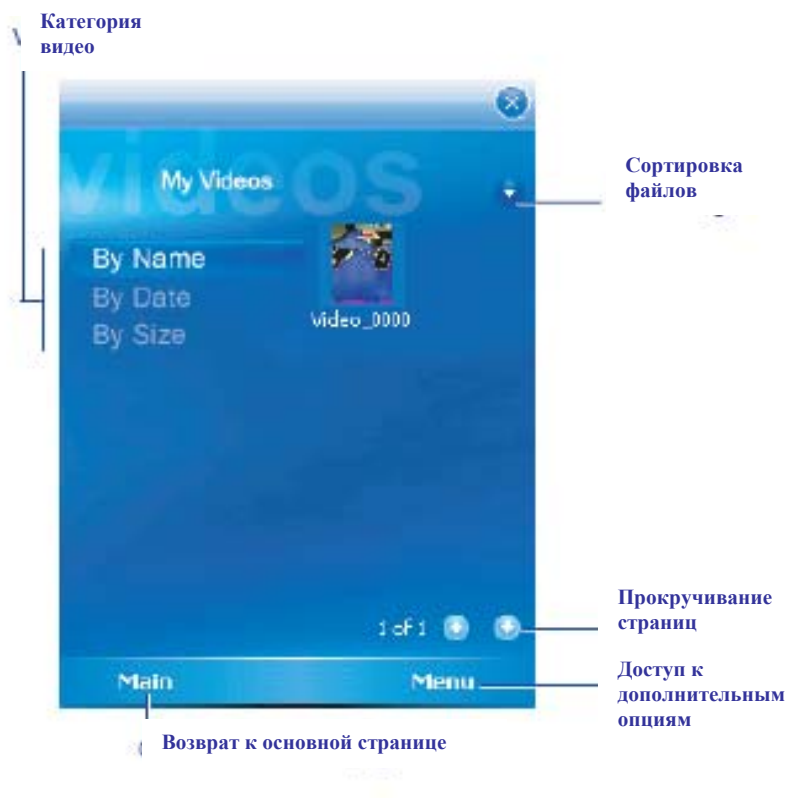 Категория
видео
videos
My Videos
Сортировка
файлов
By Name
By Date
By Size
Video_0000
Прокручивание
страниц
1 of 1
Main
Menu
Доступ к
дополнительным
опциям
Возврат к основной странице